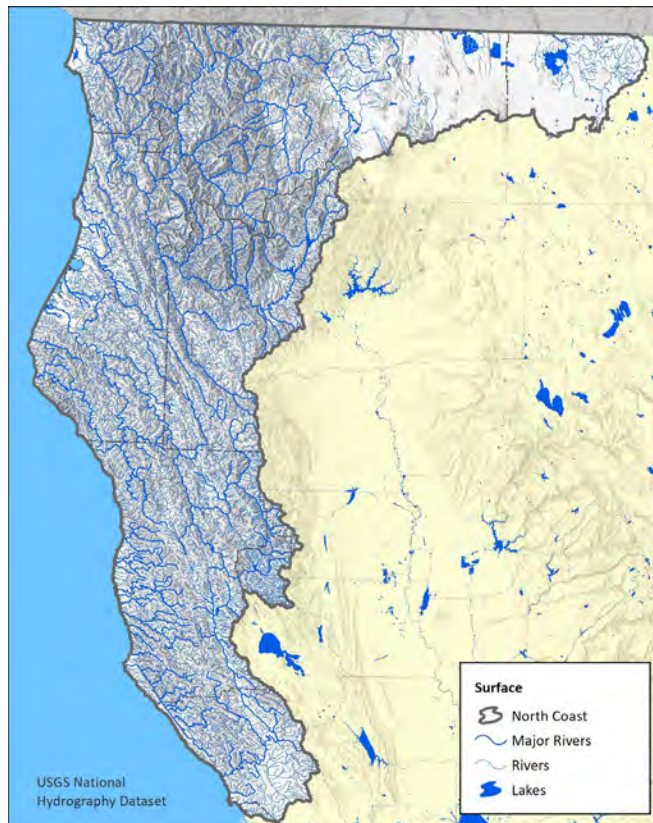 Surface
North Coast
Major Rivers
Rivers
Lakes
USGS National
Hydrography Dataset